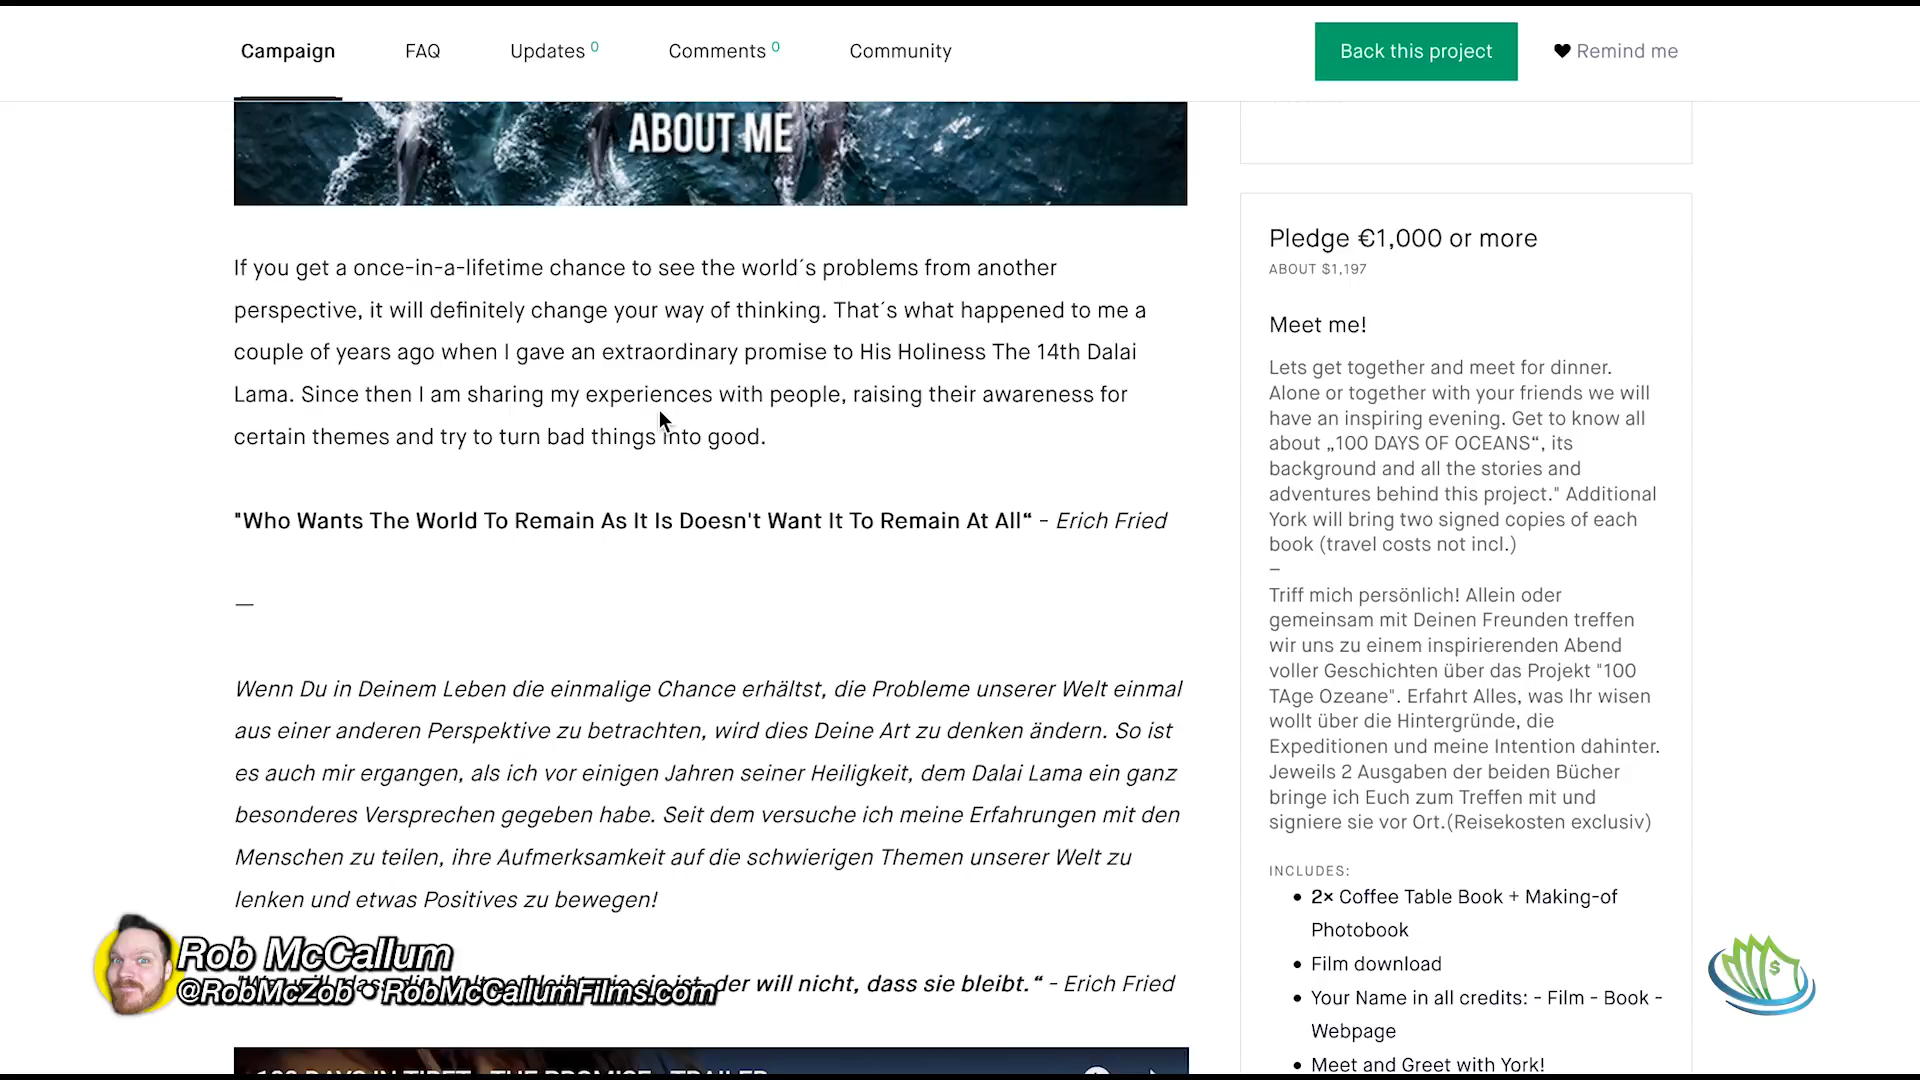 Campaign FAQ Updates 0 Comments 0 Community Back this project Remind me
ABOUT ME
If you get a once-in-a-lifetime chance to see the world´s problems from another
perspective, it will definitely change your way of thinking. That´s what happened to me a
couple of years ago when I gave an extraordinary promise to His Holiness The 14th Dalai
Lama. Since then I am sharing my experiences with people, raising their awareness for
certain themes and try to turn bad things into good.
"Who Wants The World To Remain As It Is Doesn't Want It To Remain At All“ - Erich Fried
—
Wenn Du in Deinem Leben die einmalige Chance erhältst, die Probleme unserer Welt einmal
aus einer anderen Perspektive zu betrachten, wird dies Deine Art zu denken ändern. So ist
es auch mir ergangen, als ich vor einigen Jahren seiner Heiligkeit, dem Dalai Lama ein ganz
besonderes Versprechen gegeben habe. Seit dem versuche ich meine Erfahrungen mit den
Menschen zu teilen, ihre Aufmerksamkeit auf die schwierigen Themen unserer Welt zu
lenken und etwas Positives zu bewegen!
der will nicht, dass sie bleibt.“ - Erich Fried
Rob McCallum
@RobMcZob • RobMcCallumFilms.com
TIBET - THE PROMISE - TRAILER
Pledge €1,000 or more
ABOUT $1,197
Meet me!
Lets get together and meet for dinner.
Alone or together with your friends we will
have an inspiring evening. Get to know all
about „100 DAYS OF OCEANS“, its
background and all the stories and
adventures behind this project." Additional
York will bring two signed copies of each
book (travel costs not incl.)
–
Triff mich persönlich! Allein oder
gemeinsam mit Deinen Freunden treffen
wir uns zu einem inspirierenden Abend
voller Geschichten über das Projekt "100
TAge Ozeane". Erfahrt Alles, was Ihr wisen
wollt über die Hintergründe, die
Expeditionen und meine Intention dahinter.
Jeweils 2 Ausgaben der beiden Bücher
bringe ich Euch zum Treffen mit und
signiere sie vor Ort.(Reisekosten exclusiv)
INCLUDES:
• 2× Coffee Table Book + Making-of
Photobook
• Film download
• Your Name in all credits: - Film - Book -
Webpage
• Meet and Greet with York!
$